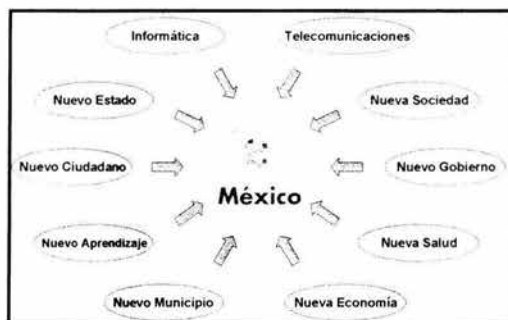 Informática
Telecomunicaciones
Nuevo Estado
Nueva Sociedad
Nuevo Ciudadano
Nuevo Gobierno
México
Nuevo Aprendizaje
Nueva Salud
Nuevo Municipio
Nueva Economía